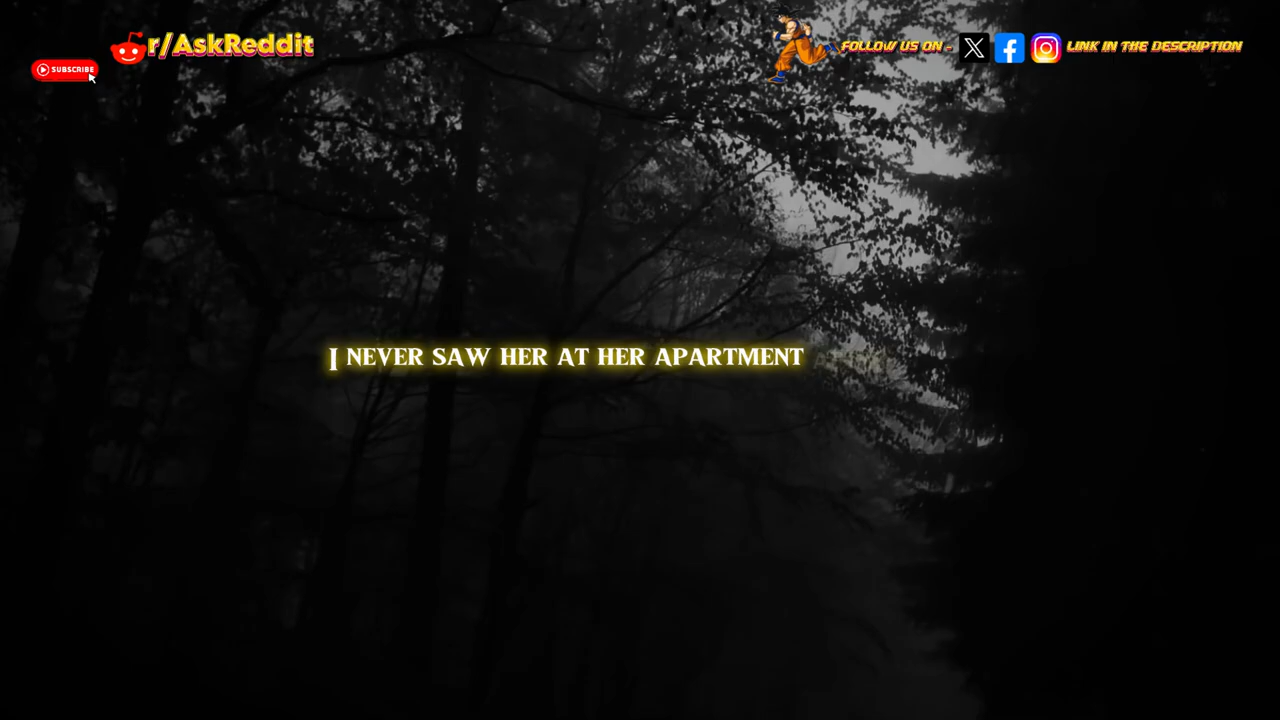 r/AskReddit
SUBSCRIBE
FOLLOW US ON -
LINK IN THE DESCRIPTION
I NEVER SAW HER AT HER APARTMENT